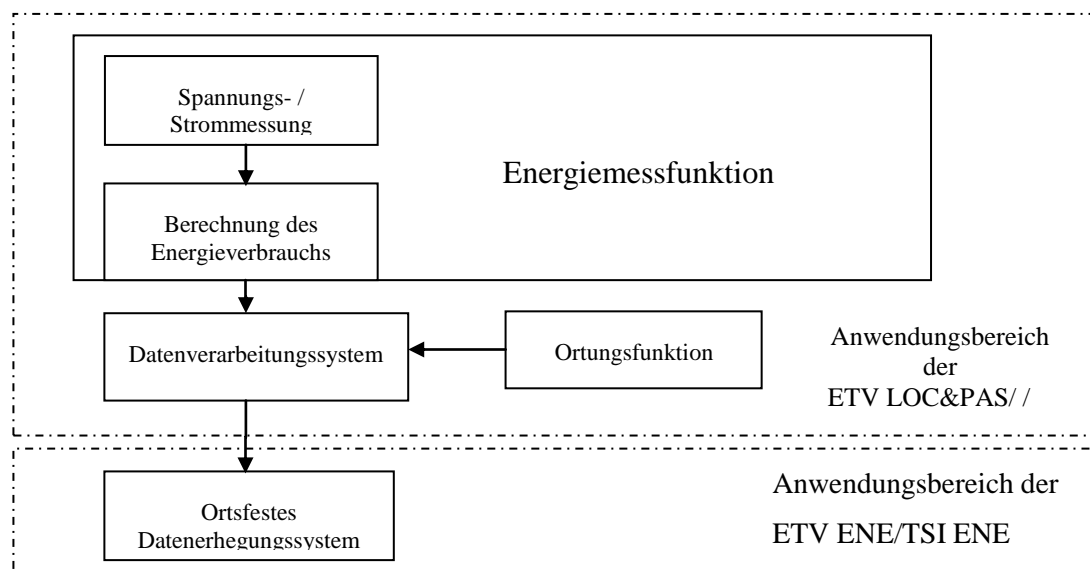 Spannungs- /
Strommessung
Energiemessfunktion
Berechnung des
Energieverbrauchs
Datenverarbeitungssystem
Ortungsfunktion
Anwendungsbereich
der
ETV LOC&PAS/ /
Ortsfestes
Datenerhegungssystem
Anwendungsbereich der
ETV ENE/TSI ENE